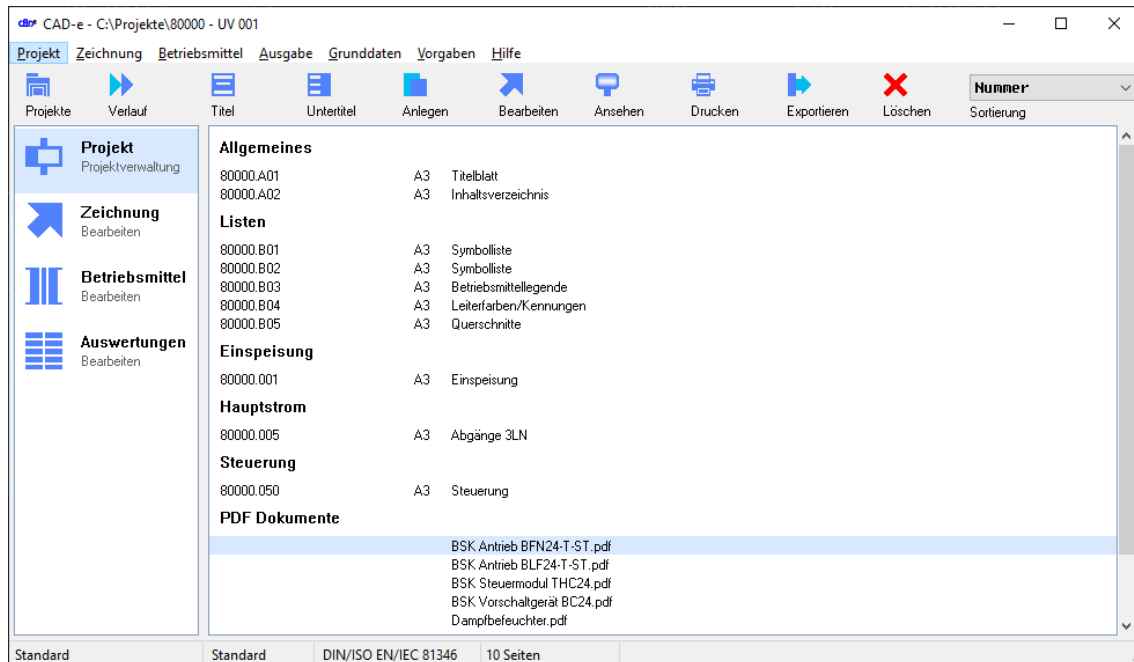 CAD-e - C:\Projekte\80000 - UV 001
Projekt Zeichnung Betriebsmittel Ausgabe Grunddaten Vorgaben Hilfe
Projekte Verlauf Titel Untertitel Anlegen Bearbeiten Ansehen Drucken Exportieren Löschen
Nummer
Sortierung
Projekt
Projektverwaltung
Zeichnung
Bearbeiten
Betriebsmittel
Bearbeiten
Auswertungen
Bearbeiten
Allgemeines
80000.A01 A3 Titelblatt
80000.A02 A3 Inhaltsverzeichnis
Listen
80000.B01 A3 Symbolliste
80000.B02 A3 Symbolliste
80000.B03 A3 Betriebsmittellegende
80000.B04 A3 Leiterfarben/Kennungen
80000.B05 A3 Querschnitte
Einspeisung
80000.001 A3 Einspeisung
Hauptstrom
80000.005 A3 Abgänge 3LN
Steuerung
80000.050 A3 Steuerung
PDF Dokumente
BSK Antrieb BFN24-T-ST.pdf
BSK Antrieb BLF24-T-ST.pdf
BSK Steuermodul THC24.pdf
BSK Vorschaltgerät BC24.pdf
Dampfbefeuchter.pdf
Standard Standard DIN/ISO EN/IEC 81346 10 Seiten